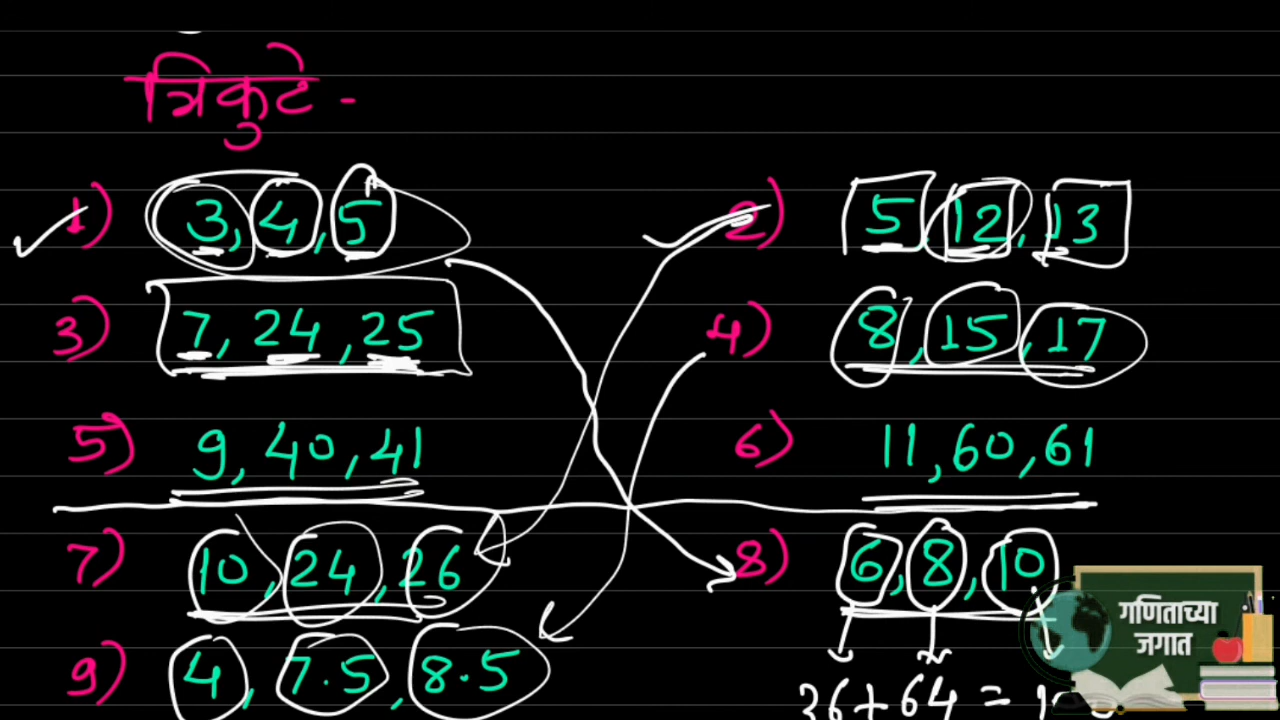 त्रिकुटे -
1) 3, 4, 5 2) 5, 12, 13
3) 7, 24, 25 4) 8, 15, 17
5) 9, 40, 41 6) 11, 60, 61
7) 10, 24, 26 8) 6, 8, 10
9) 4, 7.5, 8.5
36 + 64 =
गणिताच्या
जगात